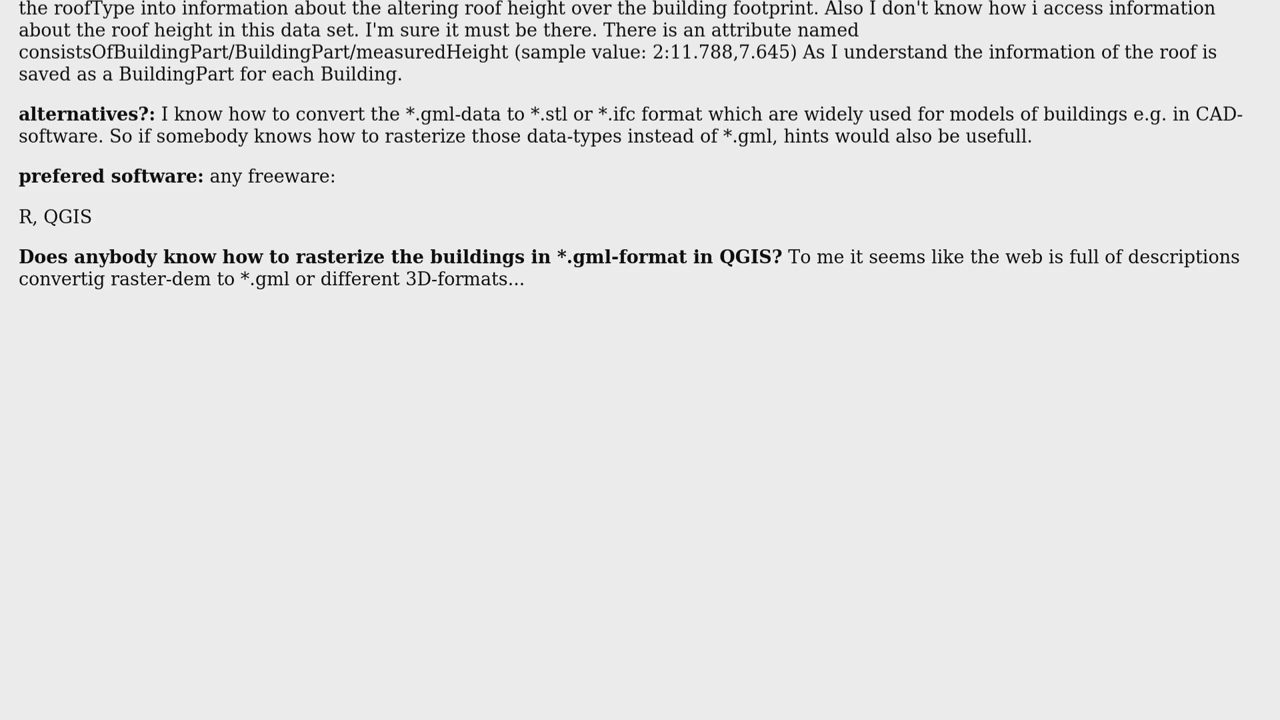 the roofType into information about the altering roof height over the building footprint. Also I don't know how i access information
about the roof height in this data set. I'm sure it must be there. There is an attribute named
consistsOfBuildingPart/BuildingPart/measuredHeight (sample value: 2:11.788,7.645) As I understand the information of the roof is
saved as a BuildingPart for each Building.
alternatives?: I know how to convert the *.gml-data to *.stl or *.ifc format which are widely used for models of buildings e.g. in CAD-
software. So if somebody knows how to rasterize those data-types instead of *.gml, hints would also be usefull.
prefered software: any freeware:
R, QGIS
Does anybody know how to rasterize the buildings in *.gml-format in QGIS? To me it seems like the web is full of descriptions
convertig raster-dem to *.gml or different 3D-formats...